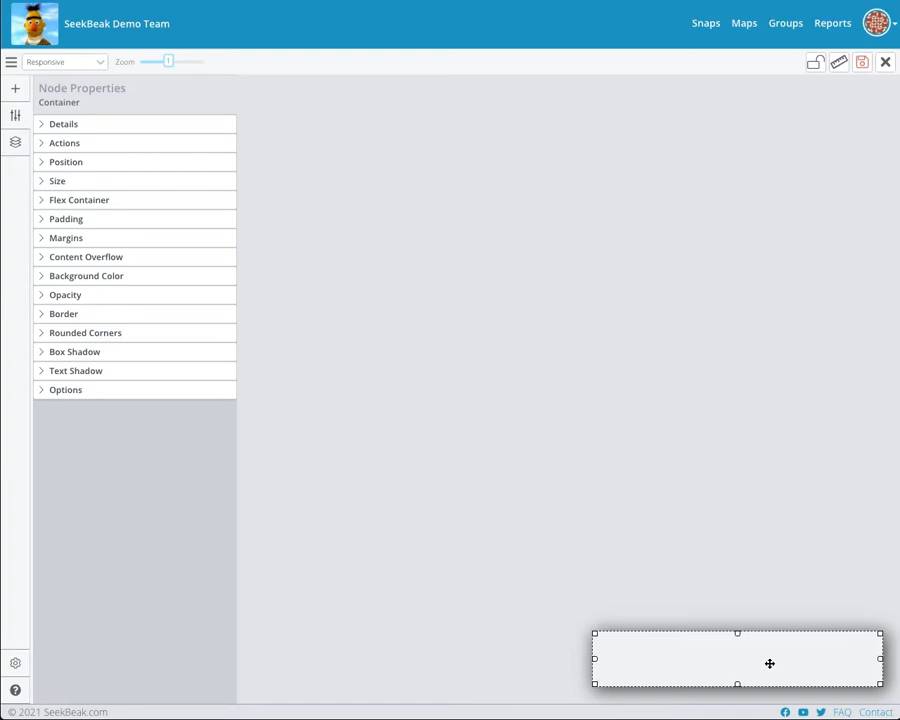 SeekBeak Demo Team
Snaps
Maps
Groups
Reports
Responsive
Zoom
1
Node Properties
Container
Details
Actions
Position
Size
Flex Container
Padding
Margins
Content Overflow
Background Color
Opacity
Border
Rounded Corners
Box Shadow
Text Shadow
Options
© 2021 SeekBeak.com
FAQ
Contact